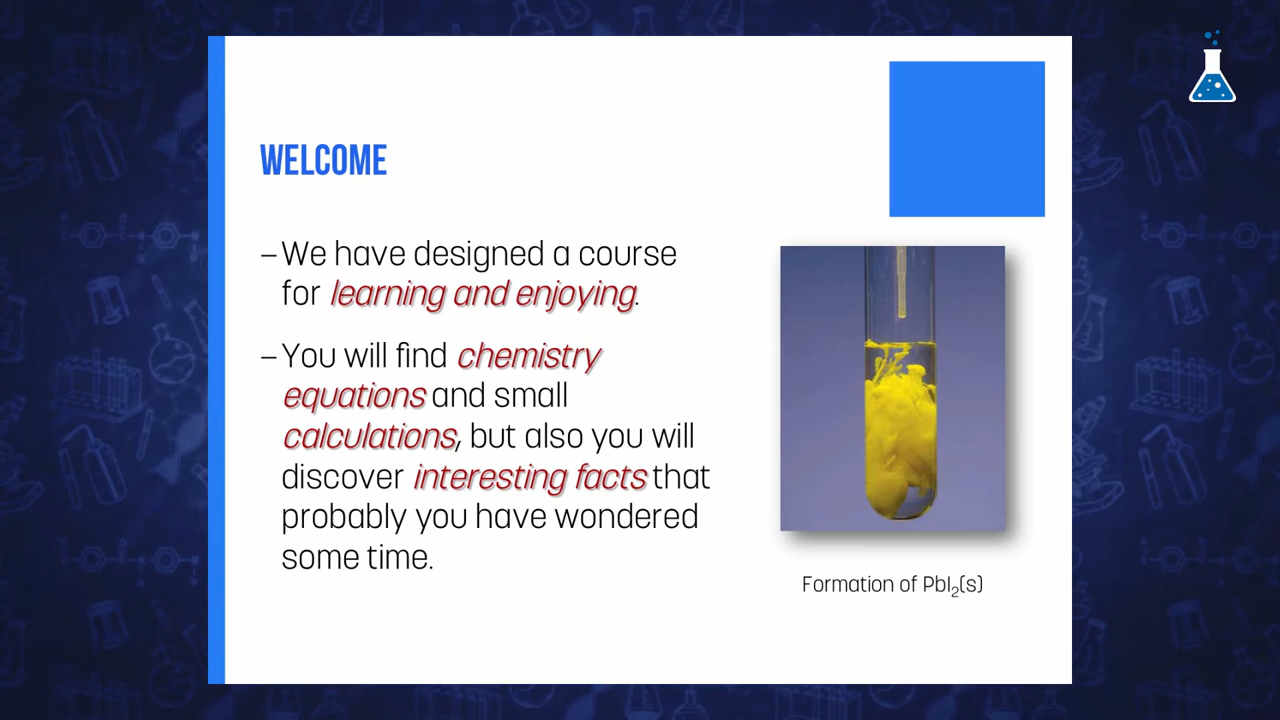 WELCOME
– We have designed a course
for learning and enjoying.
– You will find chemistry
equations and small
calculations, but also you will
discover interesting facts that
probably you have wondered
some time.
Formation of PbI₂(s)